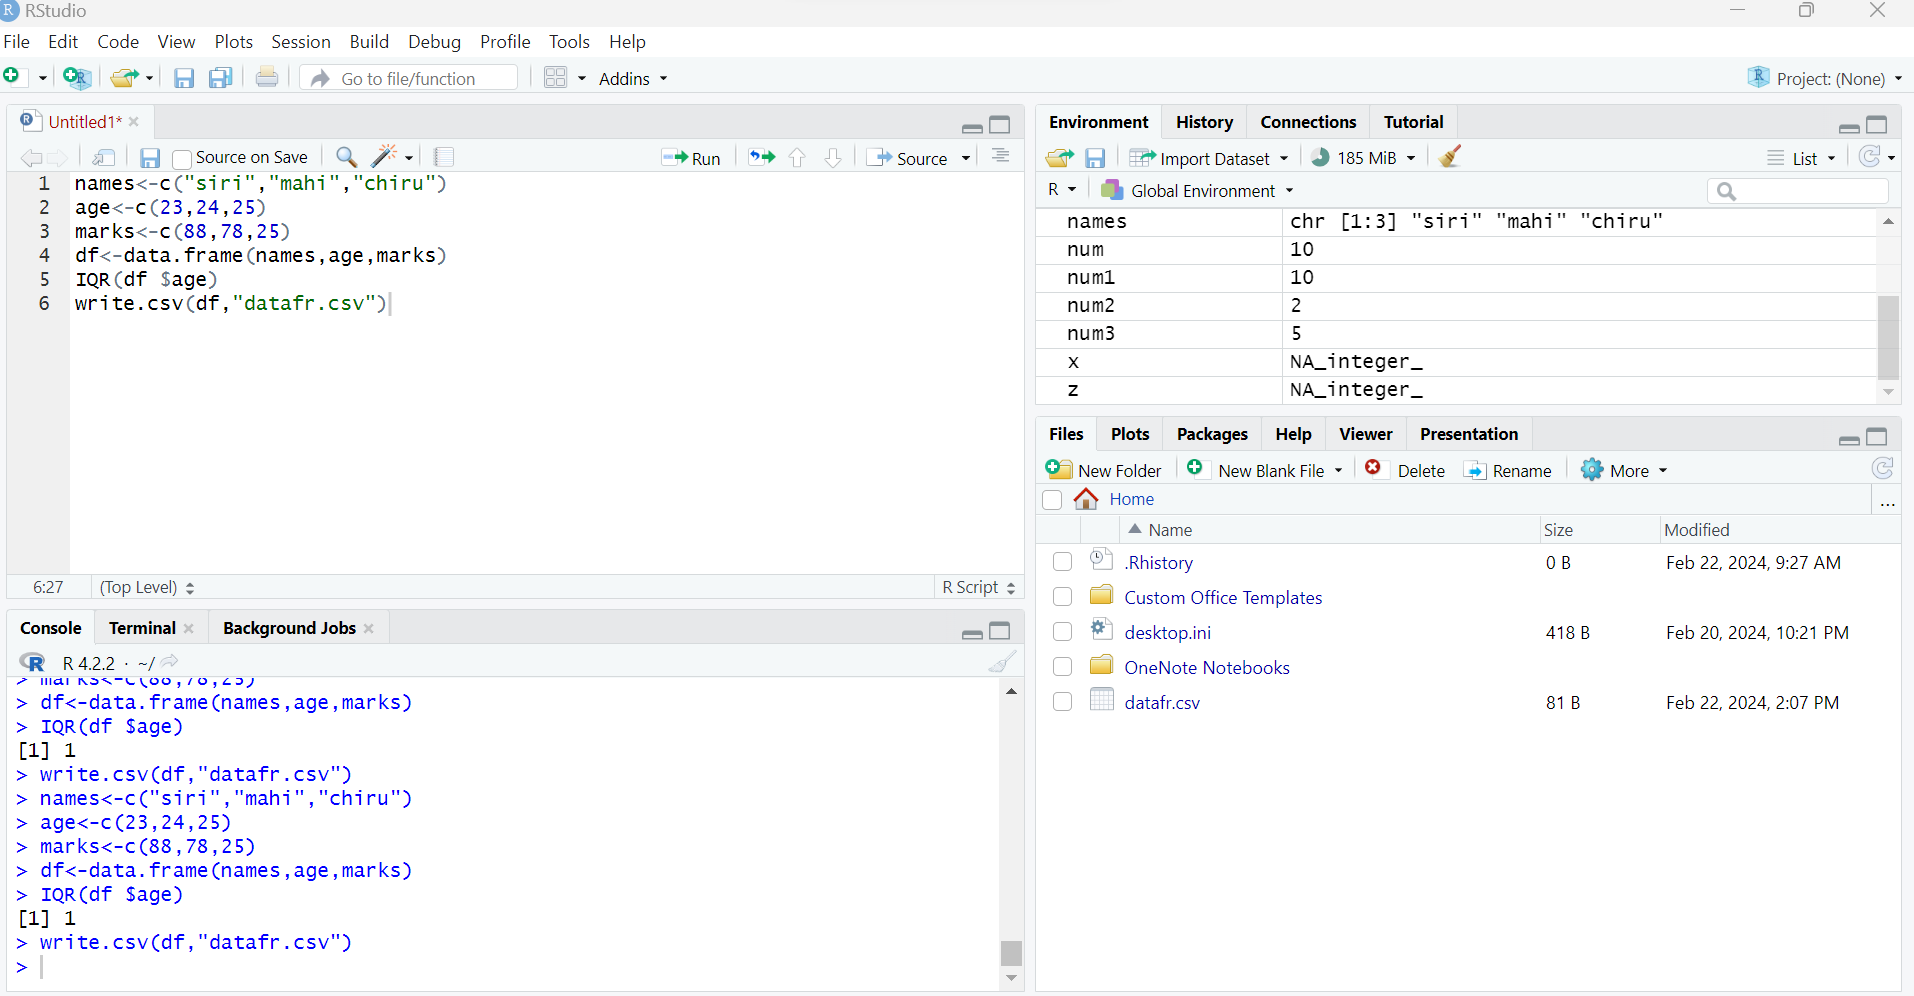 RStudio
File Edit Code View Plots Session Build Debug Profile Tools Help
Go to file/function Addins Project: (None)
Untitled1*
Source on Save Run Source
1 names<-c("siri","mahi","chiru")
2 age<-c(23,24,25)
3 marks<-c(88,78,25)
4 df<-data.frame(names,age,marks)
5 IQR(df $age)
6 write.csv(df,"datafr.csv")
6:27 (Top Level) R Script
Console Terminal Background Jobs
R 4.2.2 · ~/
> marks<-c(88,78,25)
> df<-data.frame(names,age,marks)
> IQR(df $age)
[1] 1
> write.csv(df,"datafr.csv")
> names<-c("siri","mahi","chiru")
> age<-c(23,24,25)
> marks<-c(88,78,25)
> df<-data.frame(names,age,marks)
> IQR(df $age)
[1] 1
> write.csv(df,"datafr.csv")
>
Environment History Connections Tutorial
Import Dataset 185 MiB List
R Global Environment
names chr [1:3] "siri" "mahi" "chiru"
num 10
num1 10
num2 2
num3 5
x NA_integer_
z NA_integer_
Files Plots Packages Help Viewer Presentation
New Folder New Blank File Delete Rename More
Home ...
Name Size Modified
.Rhistory 0 B Feb 22, 2024, 9:27 AM
Custom Office Templates
desktop.ini 418 B Feb 20, 2024, 10:21 PM
OneNote Notebooks
datafr.csv 81 B Feb 22, 2024, 2:07 PM